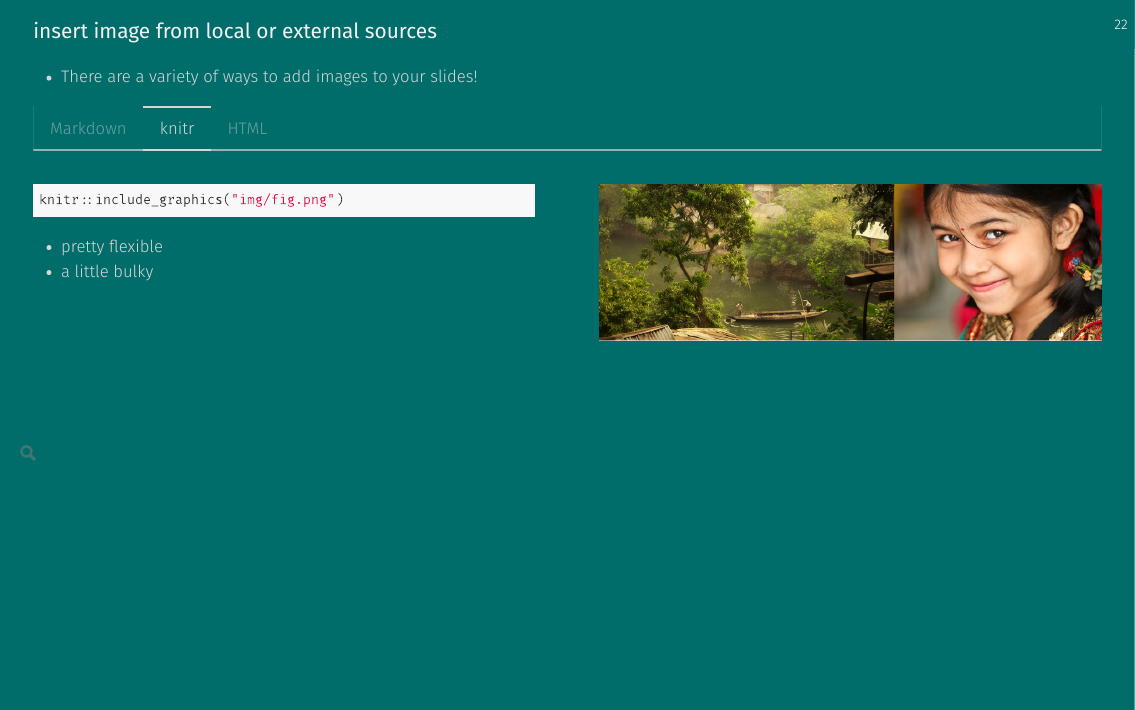 insert image from local or external sources
22
There are a variety of ways to add images to your slides!
Markdown knitr HTML
knitr::include_graphics("img/fig.png")
pretty flexible
a little bulky